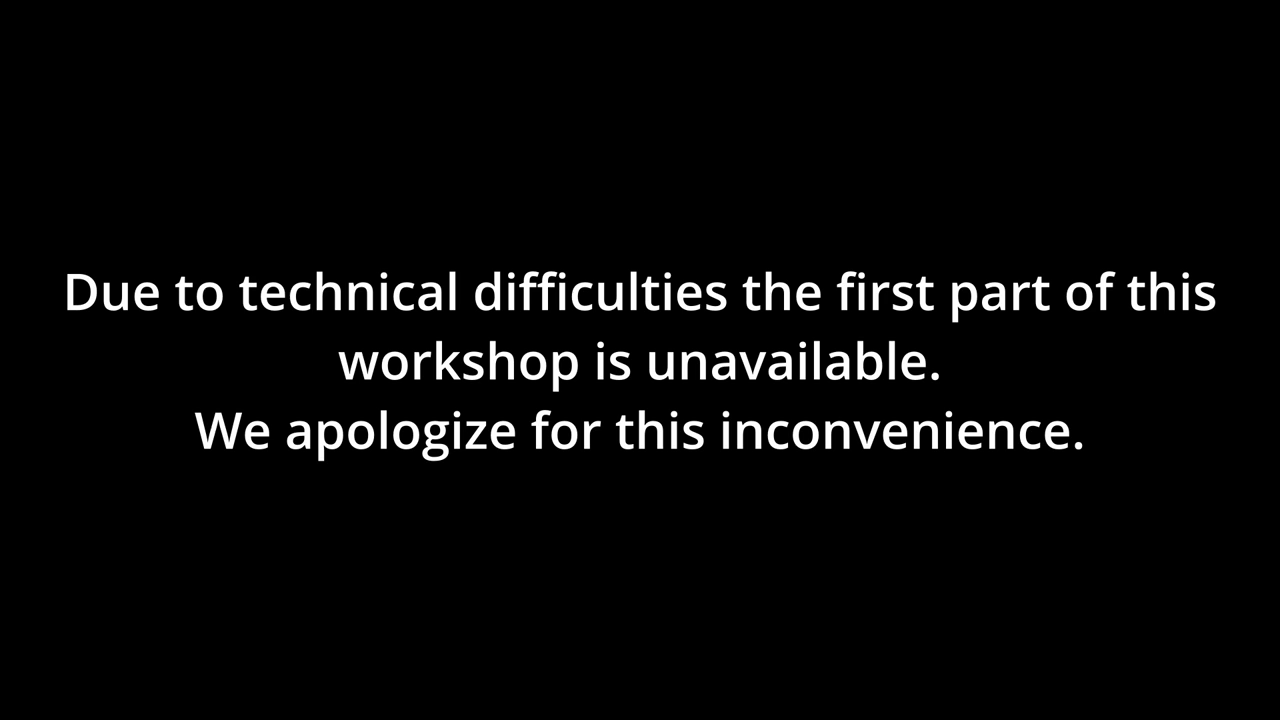 Due to technical difficulties the first part of this
workshop is unavailable.
We apologize for this inconvenience.